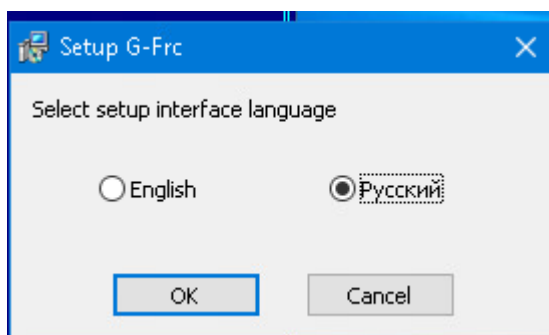 Setup G-Frc
Select setup interface language
English Русский
OK Cancel